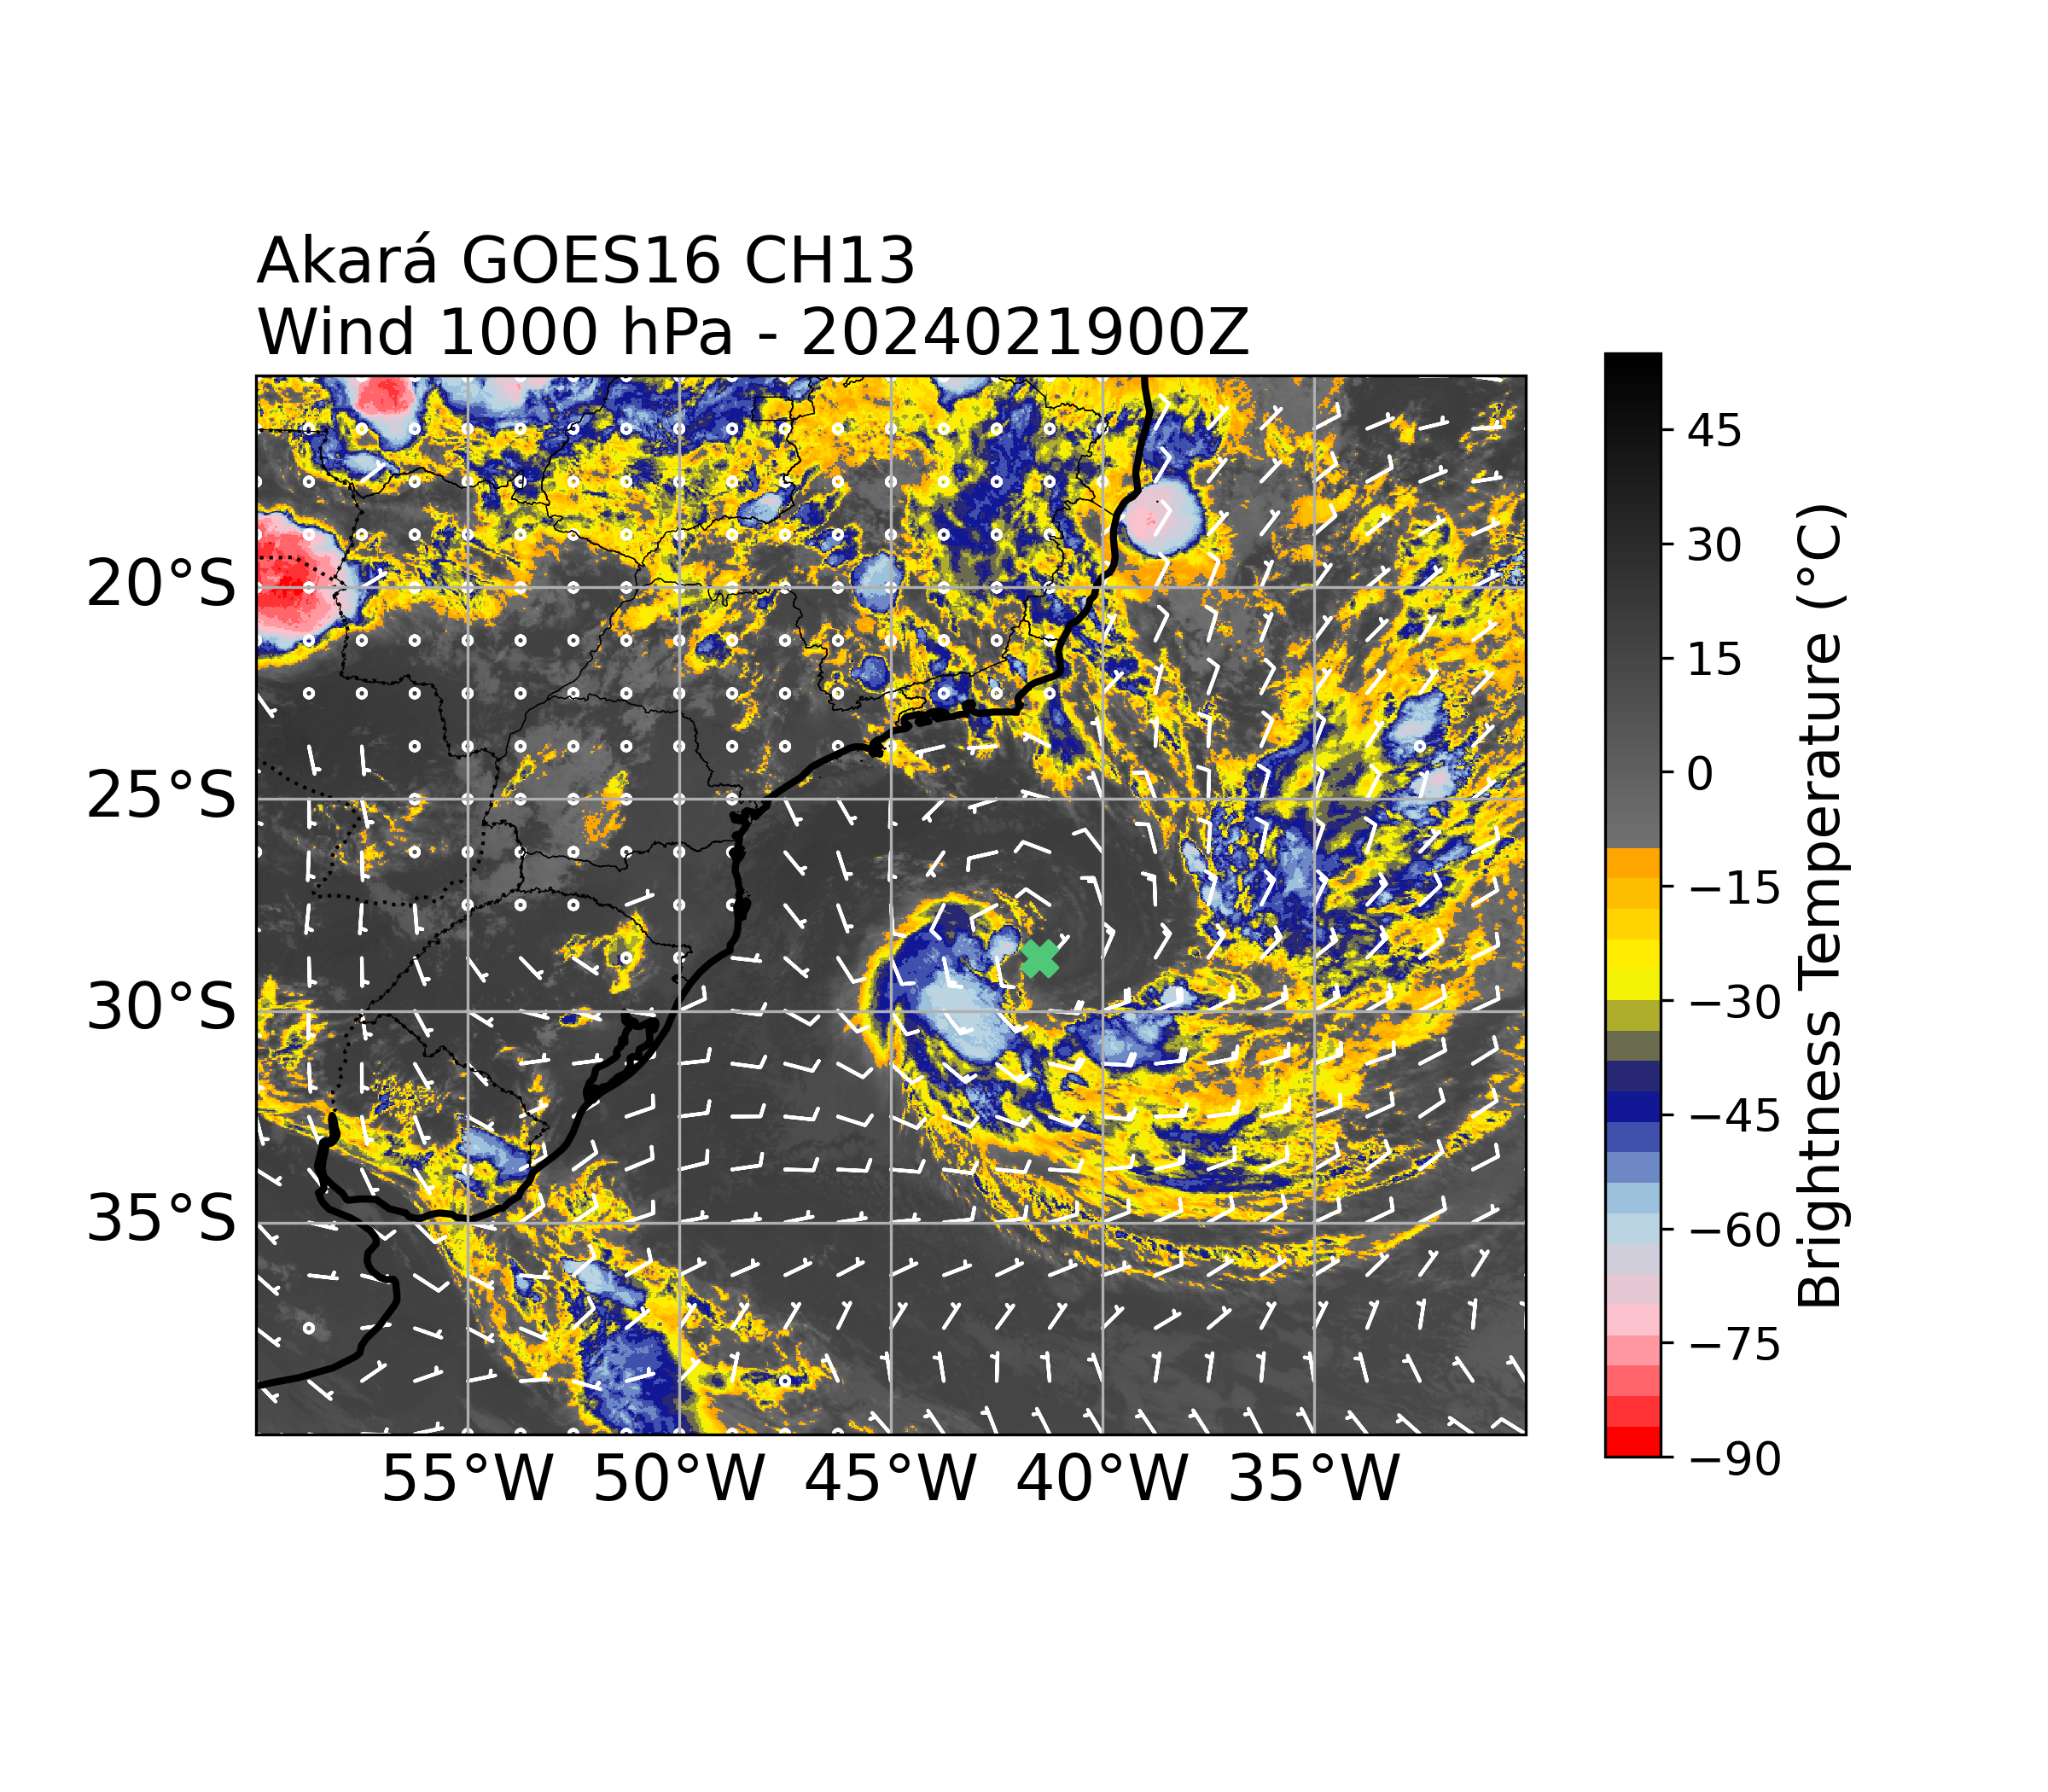 Akará GOES16 CH13
Wind 1000 hPa - 2024021900Z
20°S
25°S
30°S
35°S
55°W 50°W 45°W 40°W 35°W
45
30
15
0
−15
−30
−45
−60
−75
−90
Brightness Temperature (°C)